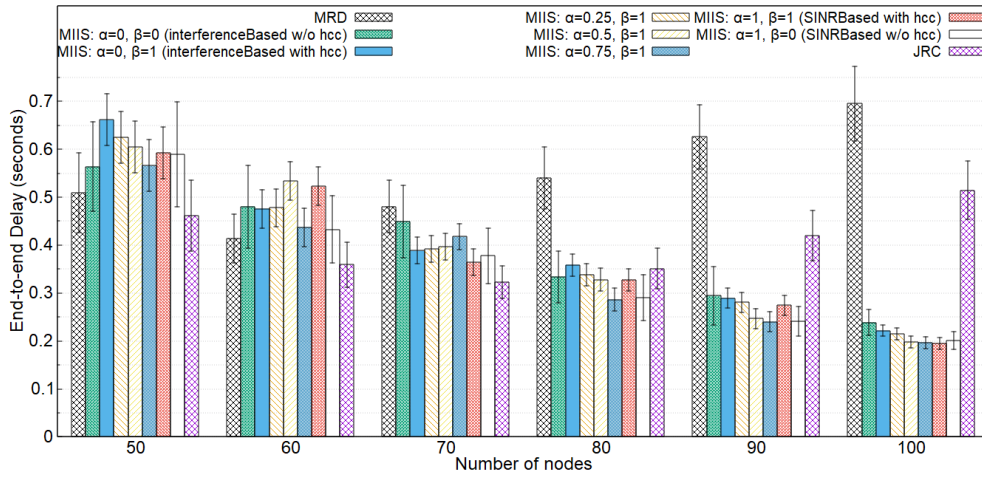 MRD
MIIS: α=0, β=0 (interferenceBased w/o hcc)
MIIS: α=0, β=1 (interferenceBased with hcc)
MIIS: α=0.25, β=1
MIIS: α=0.5, β=1
MIIS: α=0.75, β=1
MIIS: α=1, β=1 (SINRBased with hcc)
MIIS: α=1, β=0 (SINRBased w/o hcc)
JRC
End-to-end Delay (seconds)
0.7
0.6
0.5
0.4
0.3
0.2
0.1
0
50 60 70 80 90 100
Number of nodes